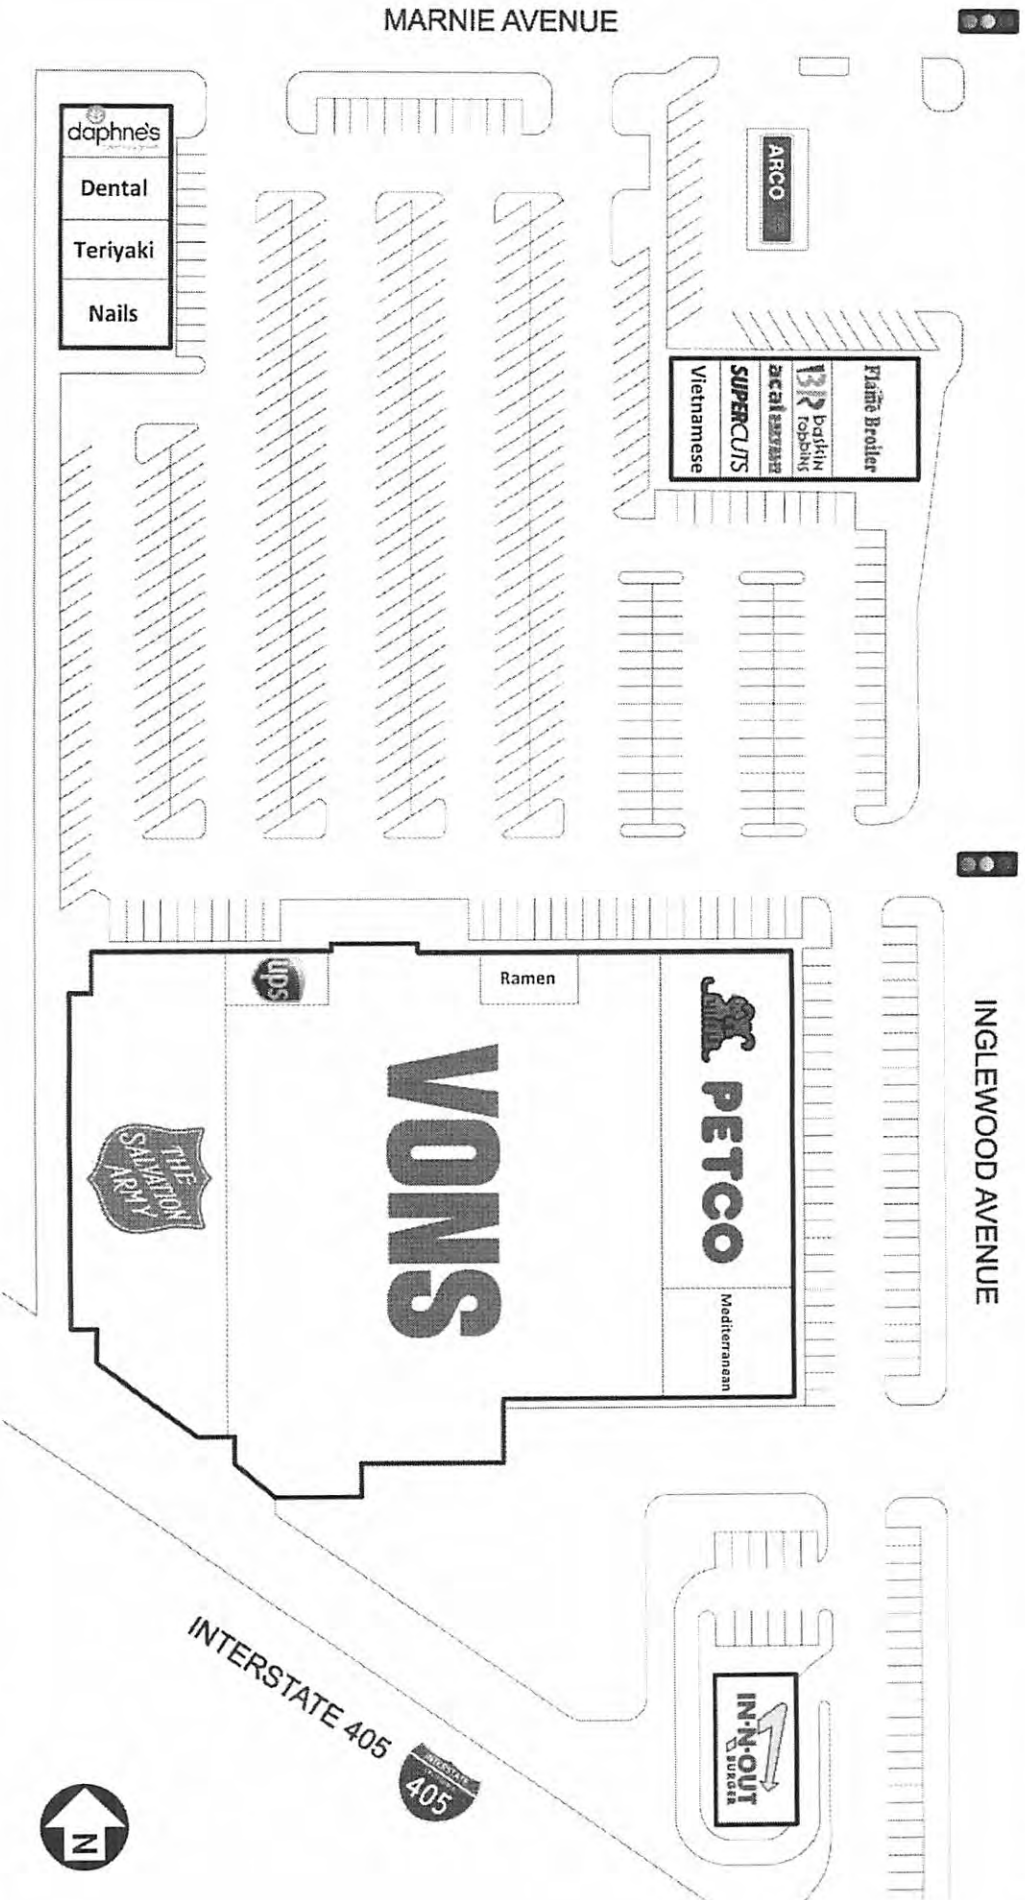 MARNIE AVENUE
daphne's
Dental
Teriyaki
Nails
ARCO
Flame Broiler
BR baskin
robbins
acai
SUPERCUTS
Vietnamese
INGLEWOOD AVENUE
ups
Ramen
PETCO
VONS
Mediterranean
THE
SALVATION
ARMY
INTERSTATE 405
INTERSTATE
405
IN-N-OUT
BURGER
N